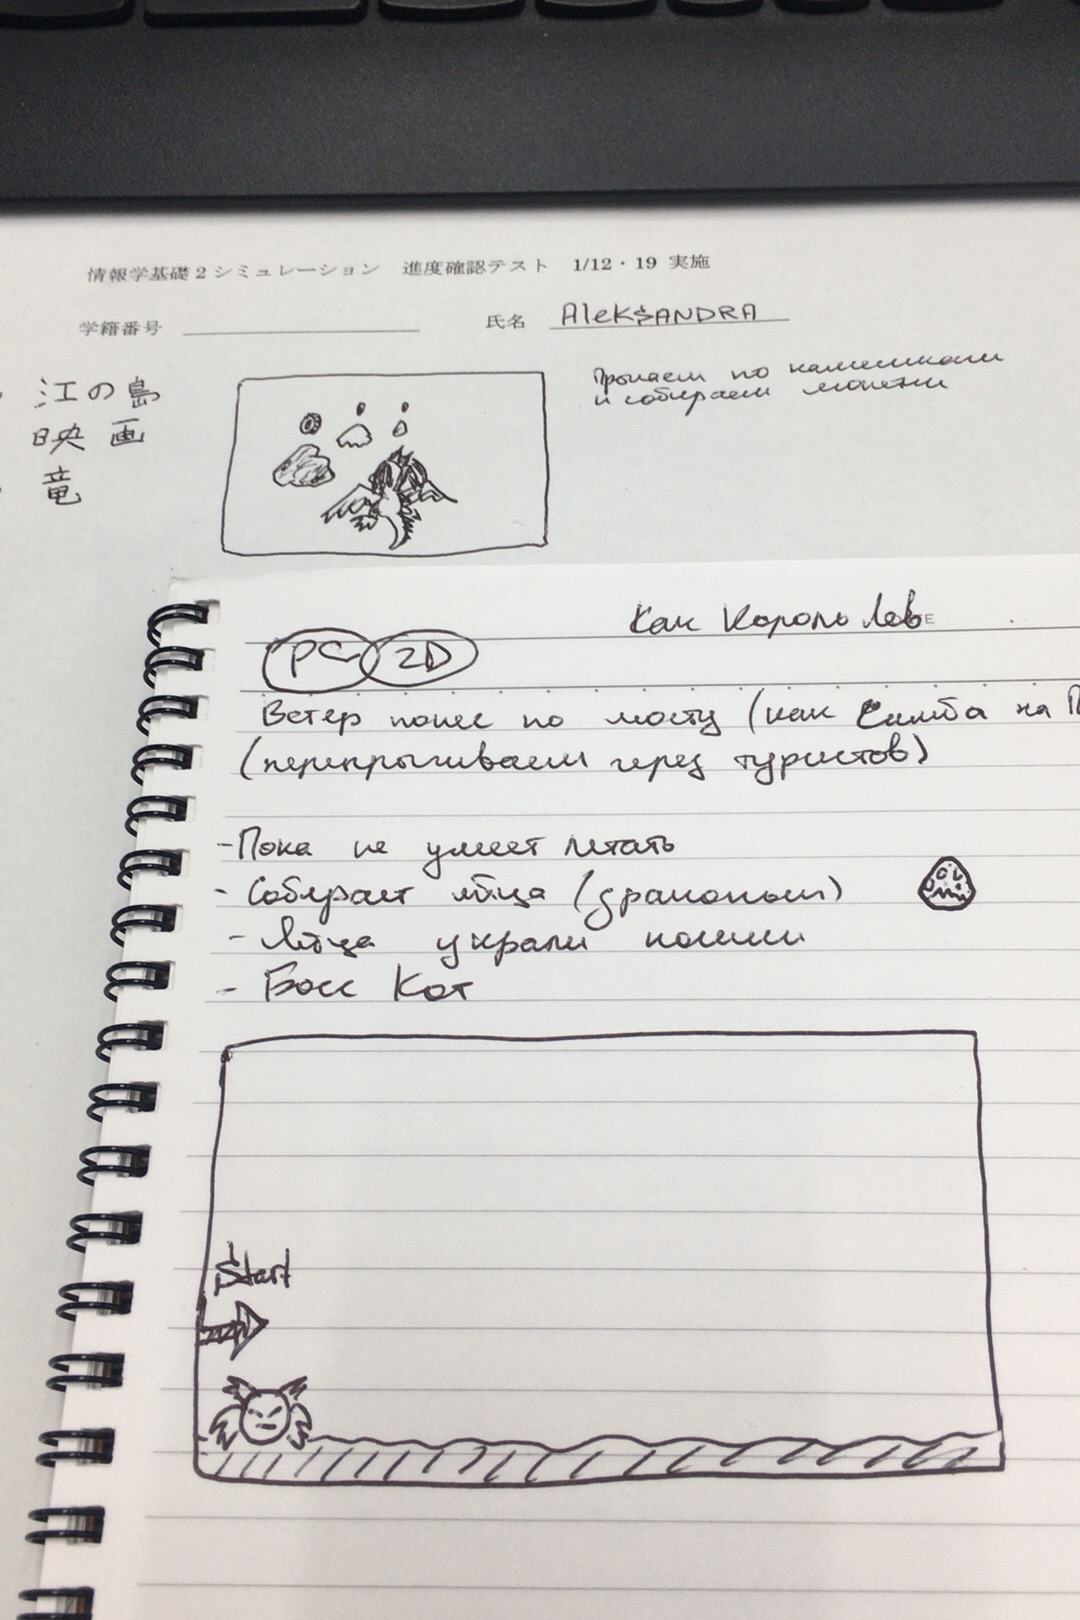 情報学基礎2シミュレーション 進度確認テスト 1/12・19 実施
学籍番号
氏名 AleKSANDRA
江の島
映画
竜
Прыгаем по камешкам
и собираем монетки
Как Король Лев
PC 2D
Ветер понес по мосту (как Симба на
(перепрыгиваем через туристов)
-Пока не умеет летать
- Собирает яйца (драконьи)
- Яйца украли кошки
- Босс Кот
Start